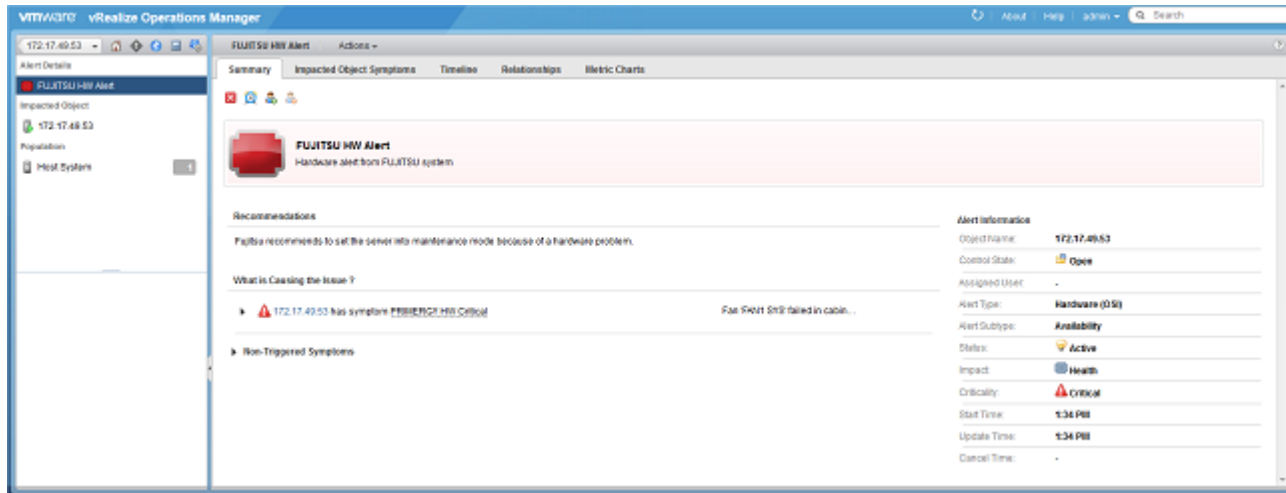 vmware vRealize Operations Manager
About Help admin Search
172.17.49.53
Alert Details
FUJITSU HW Alert
Impacted Object
172.17.49.53
Population
Host System 1
FUJITSU HW Alert Actions
Summary Impacted Object Symptoms Timeline Relationships Metric Charts
FUJITSU HW Alert
Hardware alert from FUJITSU system
Recommendations
Fujitsu recommends to set the server into maintenance mode because of a hardware problem.
What is Causing the Issue ?
172.17.49.53 has symptom PRIMERGY HW Critical
failed in cabin...
Non-Triggered Symptoms
Alert Information
Object Name: 172.17.49.53
Control State: Open
Assigned User: -
Alert Type: Hardware (OSI)
Alert Subtype: Availability
Status: Active
Impact: Health
Criticality: Critical
Start Time: 1:34 PM
Update Time: 1:34 PM
Cancel Time: -